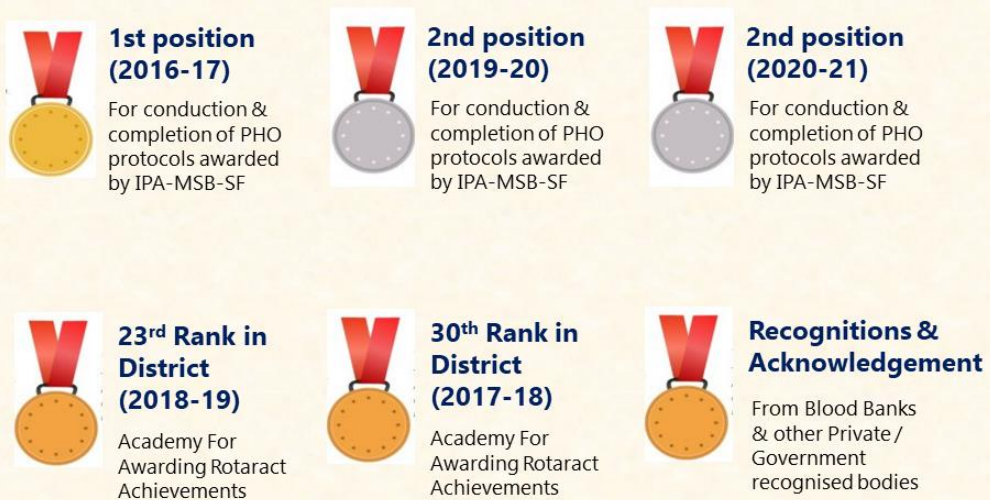 1st position
(2016-17)
For conduction &
completion of PHO
protocols awarded
by IPA-MSB-SF
2nd position
(2019-20)
For conduction &
completion of PHO
protocols awarded
by IPA-MSB-SF
2nd position
(2020-21)
For conduction &
completion of PHO
protocols awarded
by IPA-MSB-SF
23rd Rank in
District
(2018-19)
Academy For
Awarding Rotaract
Achievements
30th Rank in
District
(2017-18)
Academy For
Awarding Rotaract
Achievements
Recognitions &
Acknowledgement
From Blood Banks
& other Private /
Government
recognised bodies